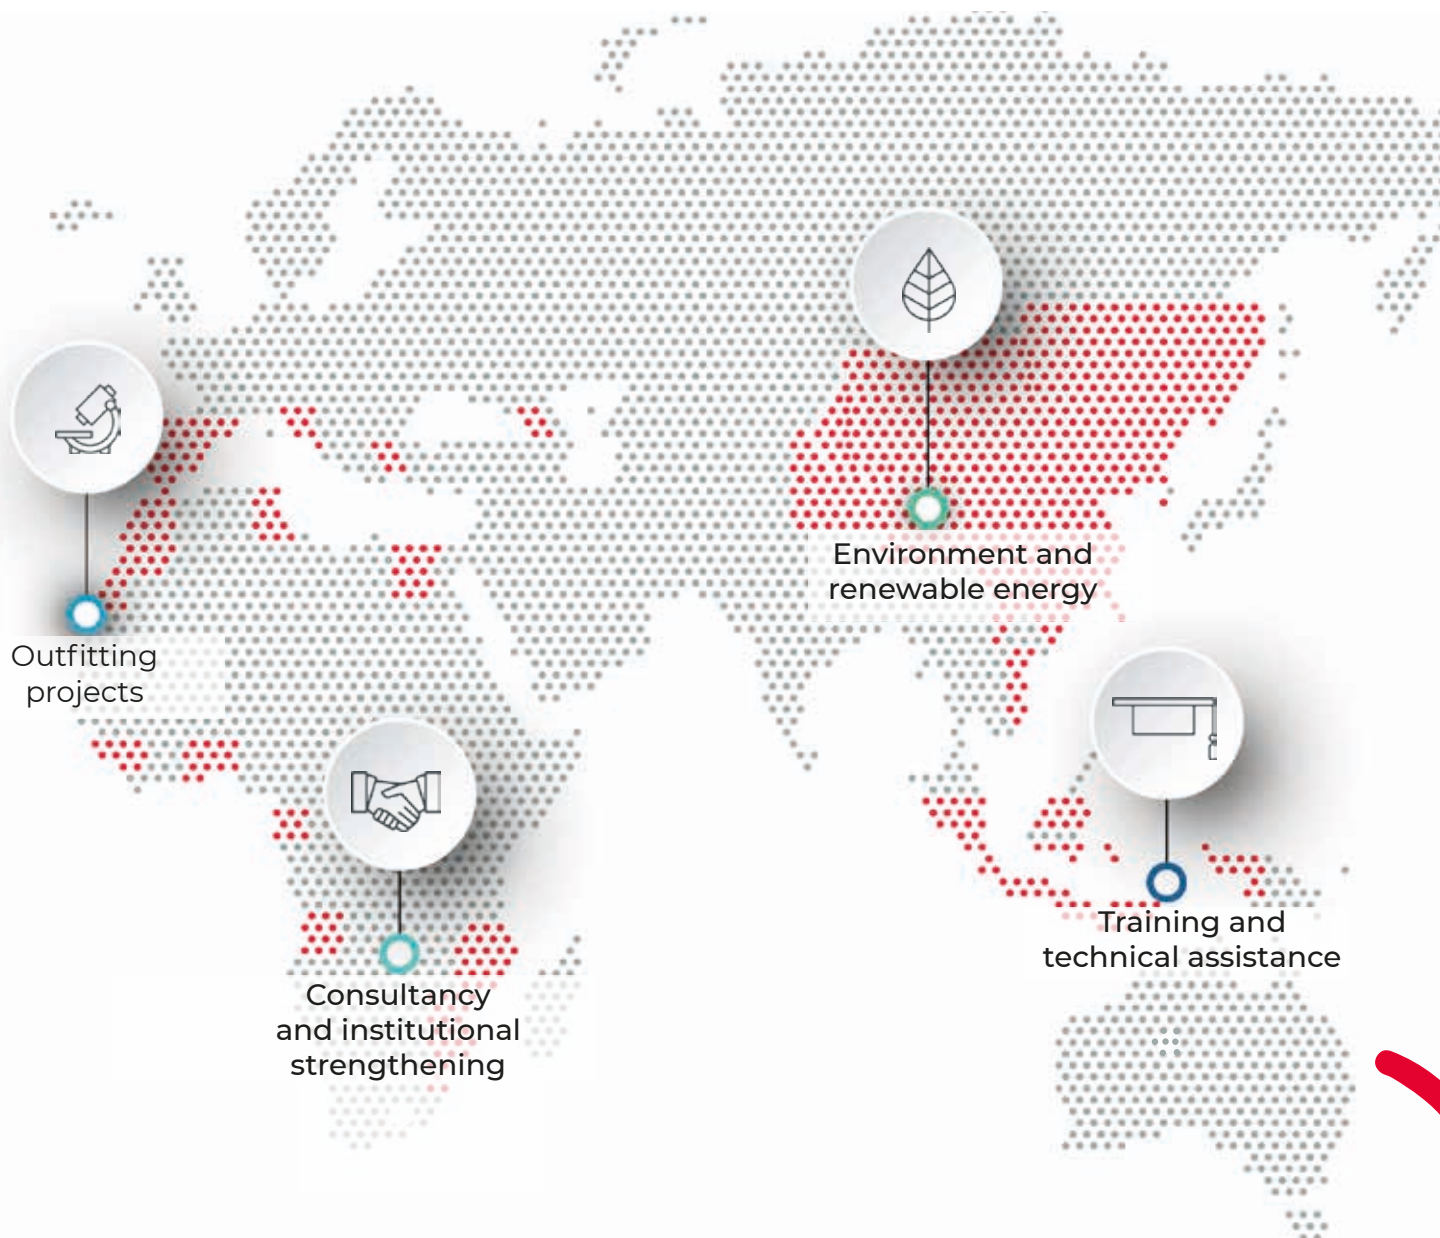 Environment and
renewable energy
Outfitting
projects
Training and
technical assistance
Consultancy
and institutional
strengthening